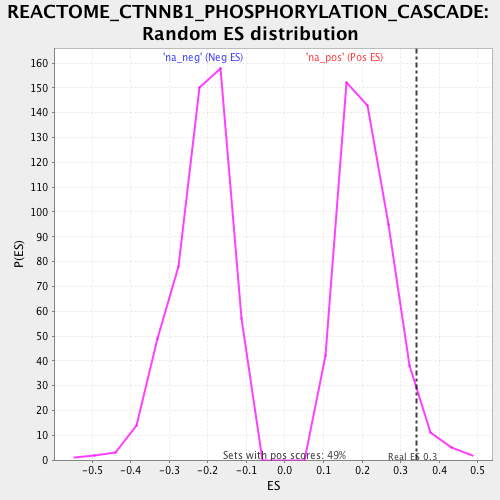 REACTOME_CTNNB1_PHOSPHORYLATION_CASCADE:
Random ES distribution
'na_neg' (Neg ES) 'na_pos' (Pos ES)
160
150
140
130
120
110
100
90
80
70
60
50
40
30
20
10
0
P(ES)
Sets with pos scores: 49% Real ES 0.3
-0.5 -0.4 -0.3 -0.2 -0.1 0.0 0.1 0.2 0.3 0.4 0.5
ES